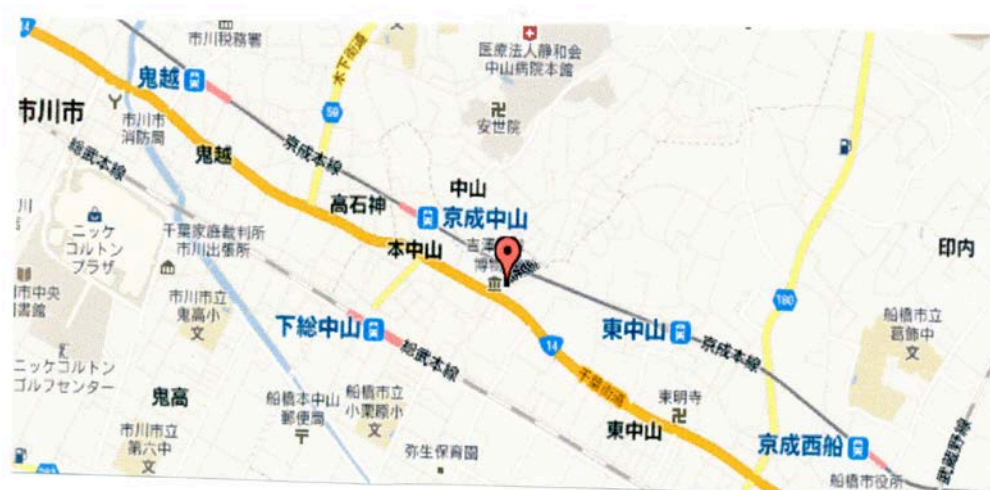 14
市川税務署
木下街道
医療法人静和会
中山病院本館
鬼越
市川市
市川市
消防局
59
安世院
総武本線
鬼越
京成本線
中山
高石神
京成中山
川
ニッケ
コルトン
プラザ
千葉家庭裁判所
市川出張所
本中山
印内
市川市立
鬼高小
文
下総中山
総武本線
14
東中山
京成本線
180
船橋市立
葛飾中
文
ニッケコルトン
ゴルフセンター
鬼高
船橋本中山
郵便局
船橋市立
小栗原小
文
千葉街道
東明寺
東中山
市川市立
第六中
文
弥生保育園
京成西船
船橋市役所
武蔵野線